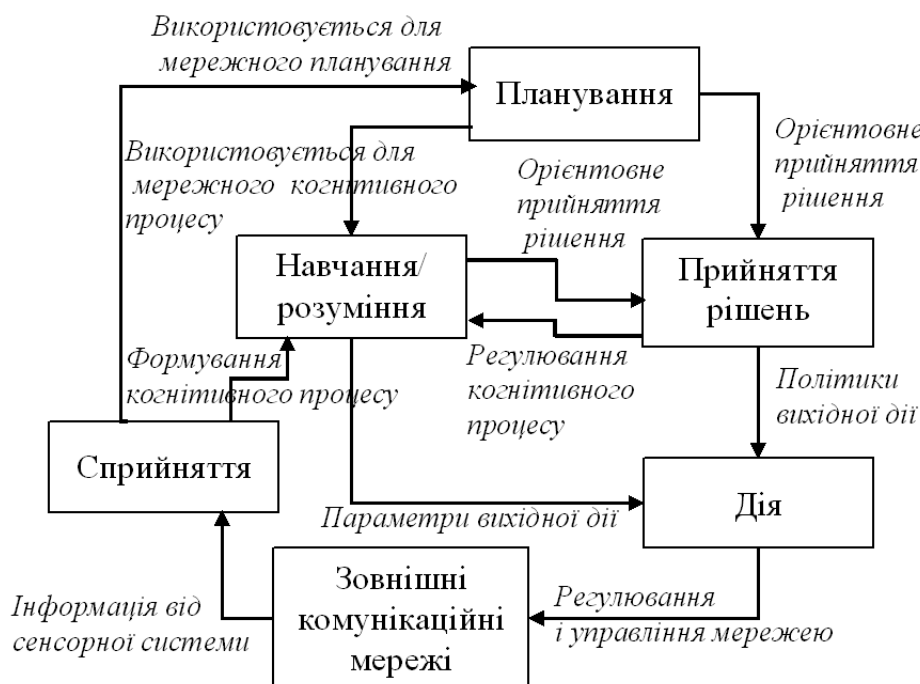 Використовується для
мережного планування
Планування
Використовується для
мережного когнітивного
процесу
Орієнтовне
прийняття
рішення
Орієнтовне
прийняття
рішення
Навчання/
розуміння
Прийняття
рішень
Формування
когнітивного процесу
Регулювання
когнітивного
процесу
Політики
вихідної дії
Сприйняття
Параметри вихідної дії
Дія
Інформація від
сенсорної системи
Зовнішні
комунікаційні
мережі
Регулювання
і управління мережею